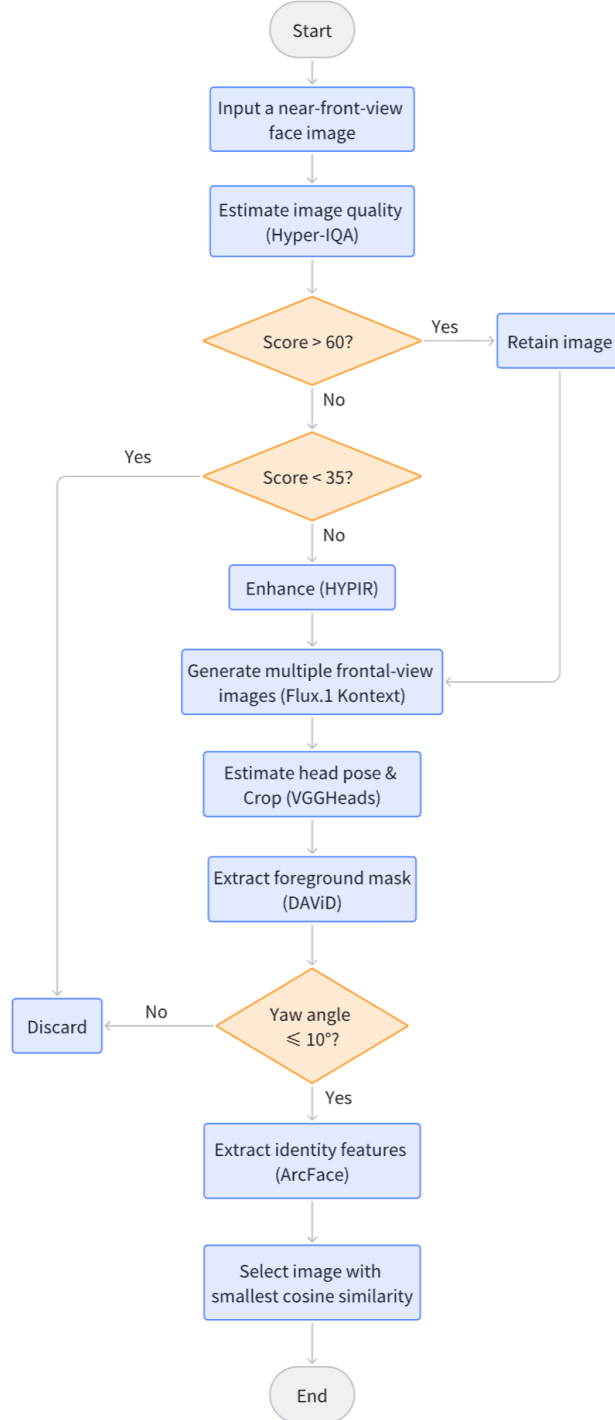 Start
Input a near-front-view
face image
Estimate image quality
(Hyper-IQA)
Score > 60?
Yes
Retain image
No
Score < 35?
Yes
No
Enhance (HYPIR)
Generate multiple frontal-view
images (Flux.1 Kontext)
Estimate head pose &
Crop (VGGHeads)
Extract foreground mask
(DAViD)
Yaw angle
⩽ 10°?
No
Discard
Yes
Extract identity features
(ArcFace)
Select image with
smallest cosine similarity
End